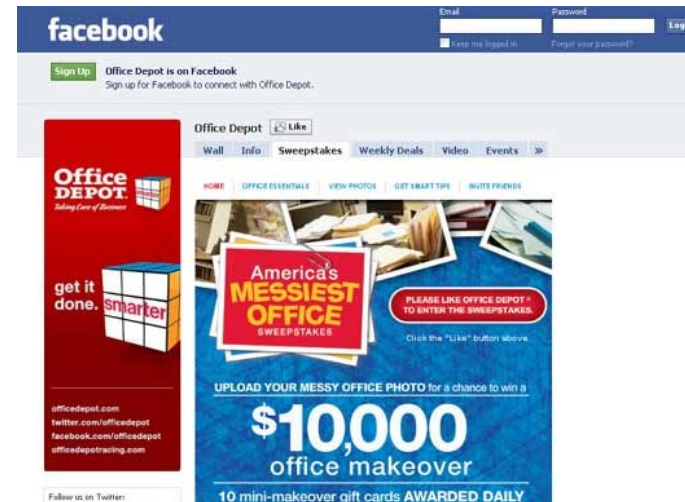 facebook
Email
Password
Log
Keep me logged in
Forgot your password?
Sign Up
Office Depot is on Facebook
Sign up for Facebook to connect with Office Depot.
Office Depot
Like
Wall Info Sweepstakes Weekly Deals Video Events »
Office
DEPOT.
Taking Care of Business
get it
done. smarter
officedepot.com
twitter.com/officedepot
facebook.com/officedepot
officedepotracing.com
Follow us on Twitter:
HOME OFFICE ESSENTIALS VIEW PHOTOS GET SMART TIPS INVITE FRIENDS
America's
MESSIEST
OFFICE
SWEEPSTAKES
PLEASE LIKE OFFICE DEPOT®
TO ENTER THE SWEEPSTAKES.
Click the "Like" button above.
UPLOAD YOUR MESSY OFFICE PHOTO for a chance to win a
$10,000
office makeover
10 mini-makeover gift cards AWARDED DAILY